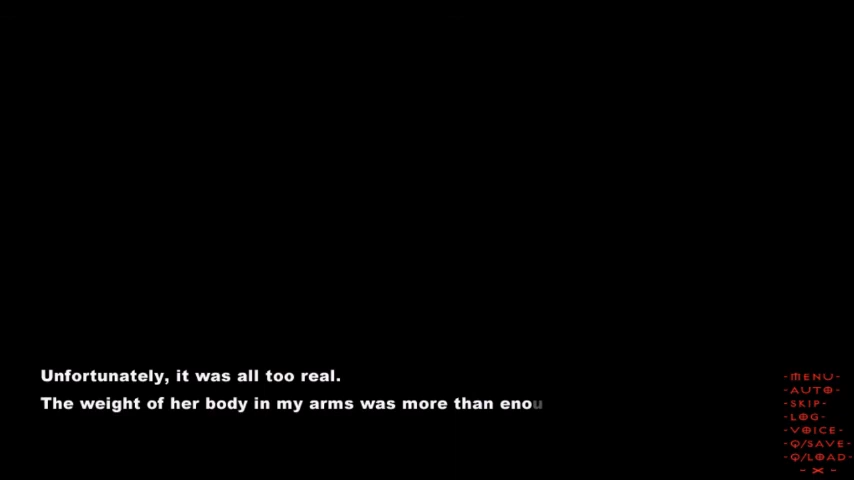 Unfortunately, it was all too real.
The weight of her body in my arms was more than enou
-MENU-
-AUTO-
-SKIP-
-LOG-
-VOICE-
-Q/SAVE-
-Q/LOAD-
-×-